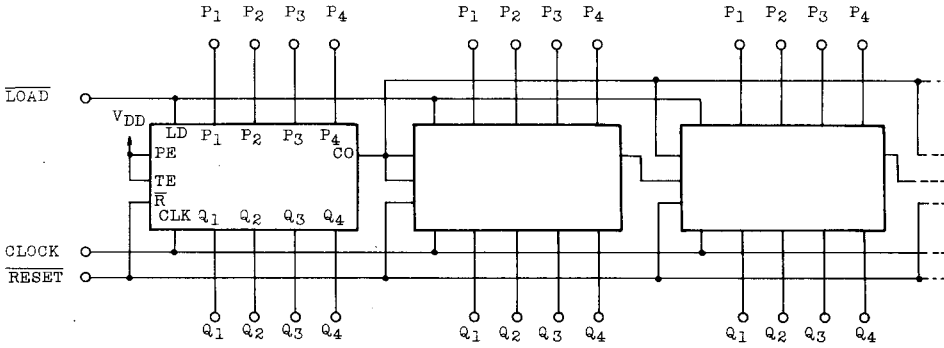 P1 P2 P3 P4 P1 P2 P3 P4 P1 P2 P3 P4
LOAD
VDD
LD P1 P2 P3 P4
PE CO
TE
R
CLK Q1 Q2 Q3 Q4
CLOCK
RESET
Q1 Q2 Q3 Q4 Q1 Q2 Q3 Q4 Q1 Q2 Q3 Q4